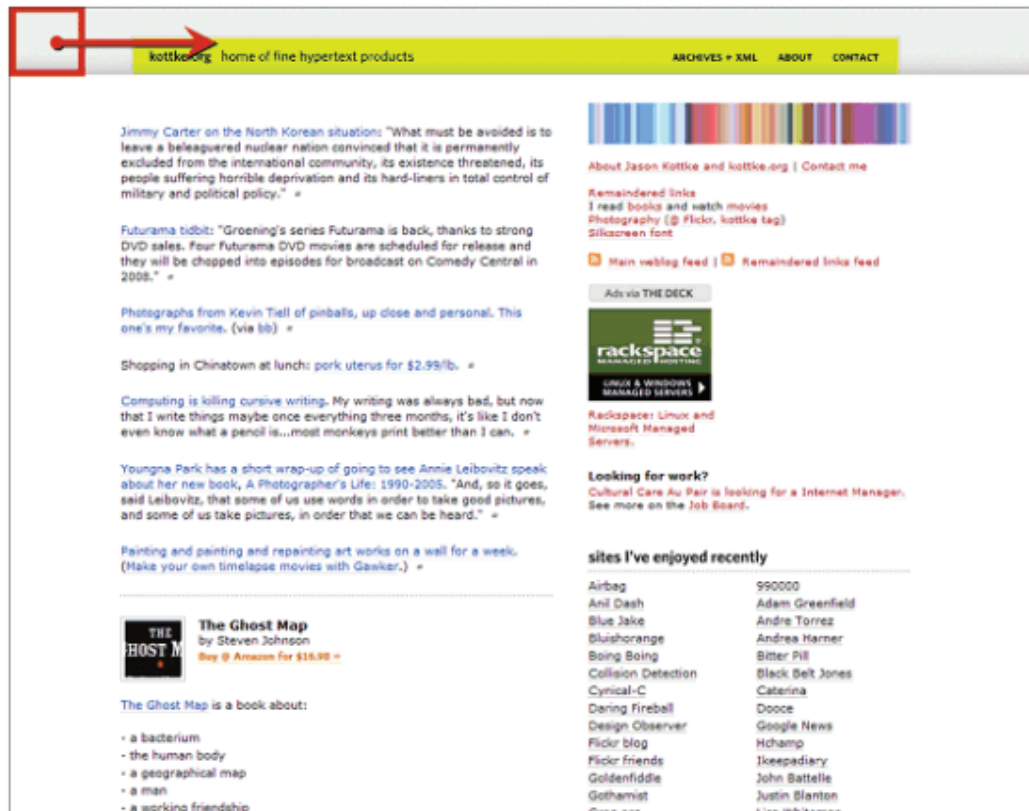 kottke.org home of fine hypertext products
ARCHIVES + XML ABOUT CONTACT
Jimmy Carter on the North Korean situation: "What must be avoided is to
leave a beleaguered nuclear nation convinced that it is permanently
excluded from the international community, its existence threatened, its
people suffering horrible deprivation and its hard-liners in total control of
military and political policy."
Futurama tidbit: "Groening's series Futurama is back, thanks to strong
DVD sales. Four Futurama DVD movies are scheduled for release and
they will be chopped into episodes for broadcast on Comedy Central in
2008."
Photographs from Kevin Tiell of pinballs, up close and personal. This
one's my favorite. (via bb)
Shopping in Chinatown at lunch: pork uterus for $2.99/lb.
Computing is killing cursive writing. My writing was always bad, but now
that I write things maybe once everything three months, it's like I don't
even know what a pencil is...most monkeys print better than I can.
Youngna Park has a short wrap-up of going to see Annie Leibovitz speak
about her new book, A Photographer's Life: 1990-2005. "And, so it goes,
said Leibovitz, that some of us use words in order to take good pictures,
and some of us take pictures, in order that we can be heard."
Painting and painting and repainting art works on a wall for a week.
(Make your own timelapse movies with Gawker.)
THE
HOST M
The Ghost Map
by Steven Johnson
Buy @ Amazon for $16.98 »
The Ghost Map is a book about:
- a bacterium
- the human body
- a geographical map
- a man
- a working friendship
About Jason Kottke and kottke.org | Contact me
Remaindered links
I read books and watch movies
Photography (@ Flickr, kottke tag)
Silkscreen font
Main weblog feed | Remaindered links feed
Ads via THE DECK
rackspace
MANAGED HOSTING
LINUX & WINDOWS
MANAGED SERVERS
Rackspace: Linux and
Microsoft Managed
Servers.
Looking for work?
Cultural Care Au Pair is looking for a Internet Manager.
See more on the Job Board.
sites I've enjoyed recently
Airbag 990000
Anil Dash Adam Greenfield
Blue Jake Andre Torrez
Bluishorange Andrea Harner
Boing Boing Bitter Pill
Collision Detection Black Belt Jones
Cynical-C Caterina
Daring Fireball Dooce
Design Observer Google News
Flickr blog Hchamp
Flickr friends Ikeepadiary
Goldenfiddle John Battelle
Gothamist Justin Blanton